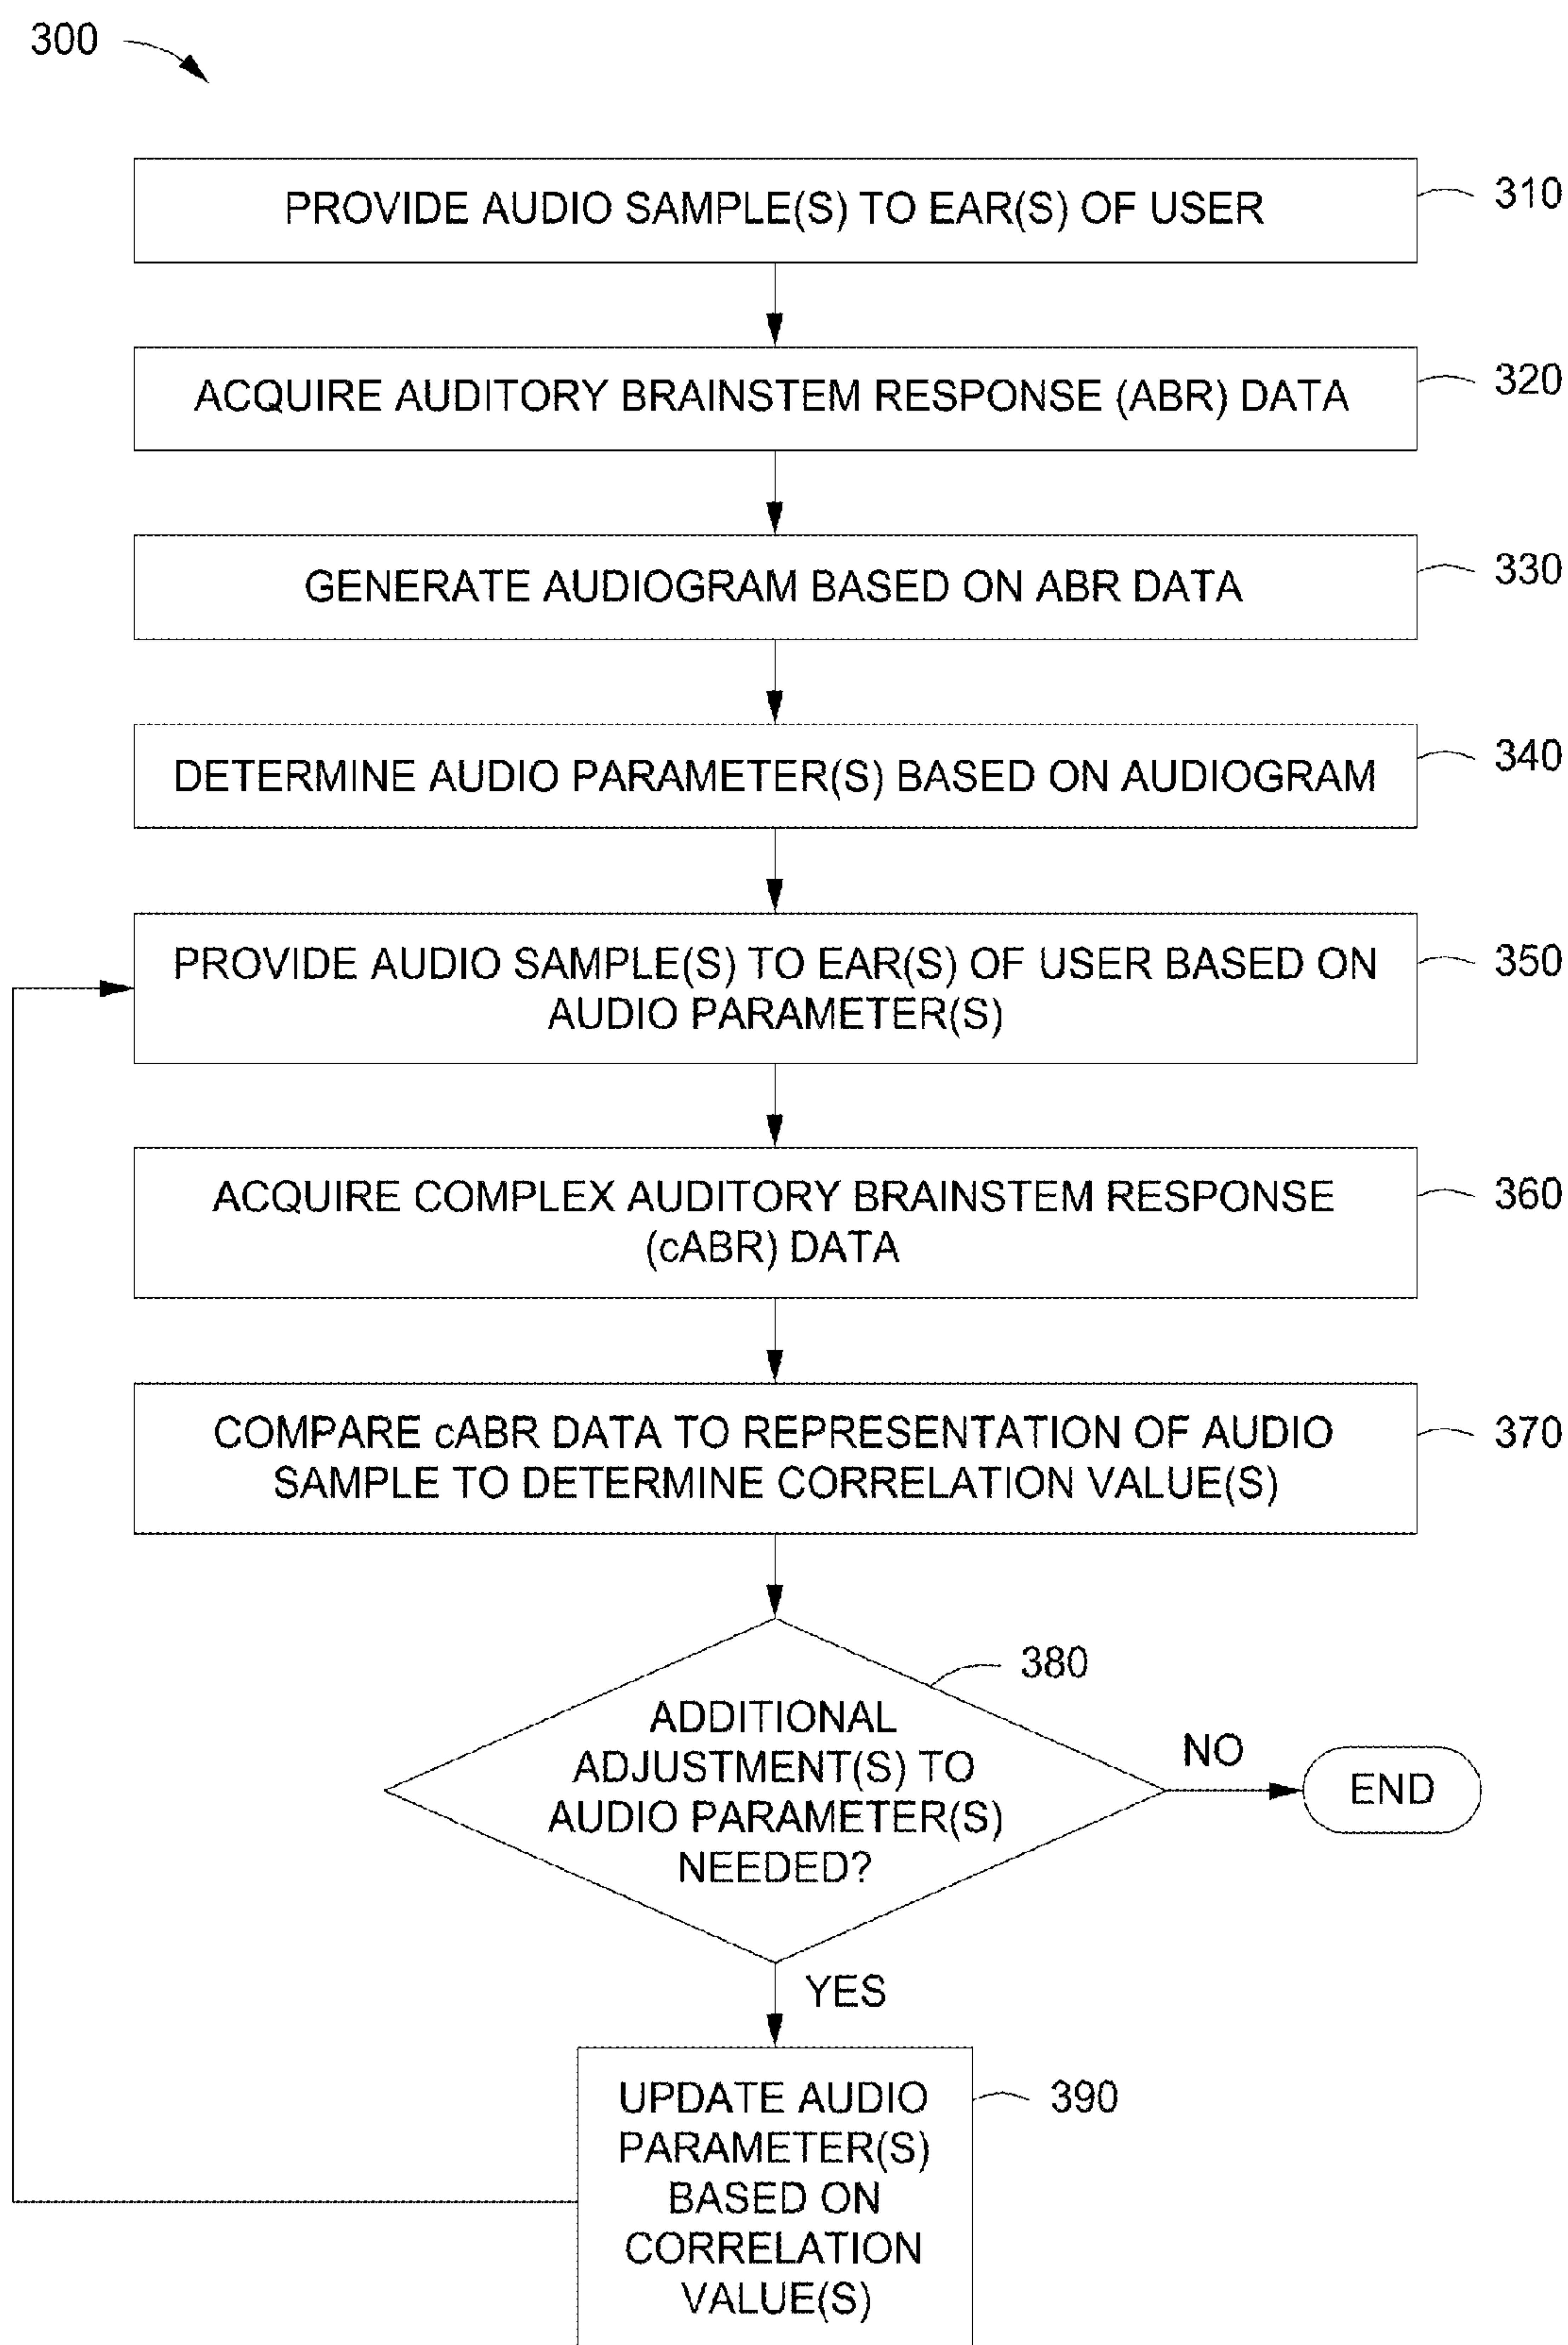 300
PROVIDE AUDIO SAMPLE(S) TO EAR(S) OF USER
310
ACQUIRE AUDITORY BRAINSTEM RESPONSE (ABR) DATA
320
GENERATE AUDIOGRAM BASED ON ABR DATA
330
DETERMINE AUDIO PARAMETER(S) BASED ON AUDIOGRAM
340
PROVIDE AUDIO SAMPLE(S) TO EAR(S) OF USER BASED ON
AUDIO PARAMETER(S)
350
ACQUIRE COMPLEX AUDITORY BRAINSTEM RESPONSE
(cABR) DATA
360
COMPARE cABR DATA TO REPRESENTATION OF AUDIO
SAMPLE TO DETERMINE CORRELATION VALUE(S)
370
380
ADDITIONAL
ADJUSTMENT(S) TO
AUDIO PARAMETER(S)
NEEDED?
NO
END
YES
UPDATE AUDIO
PARAMETER(S)
BASED ON
CORRELATION
VALUE(S)
390